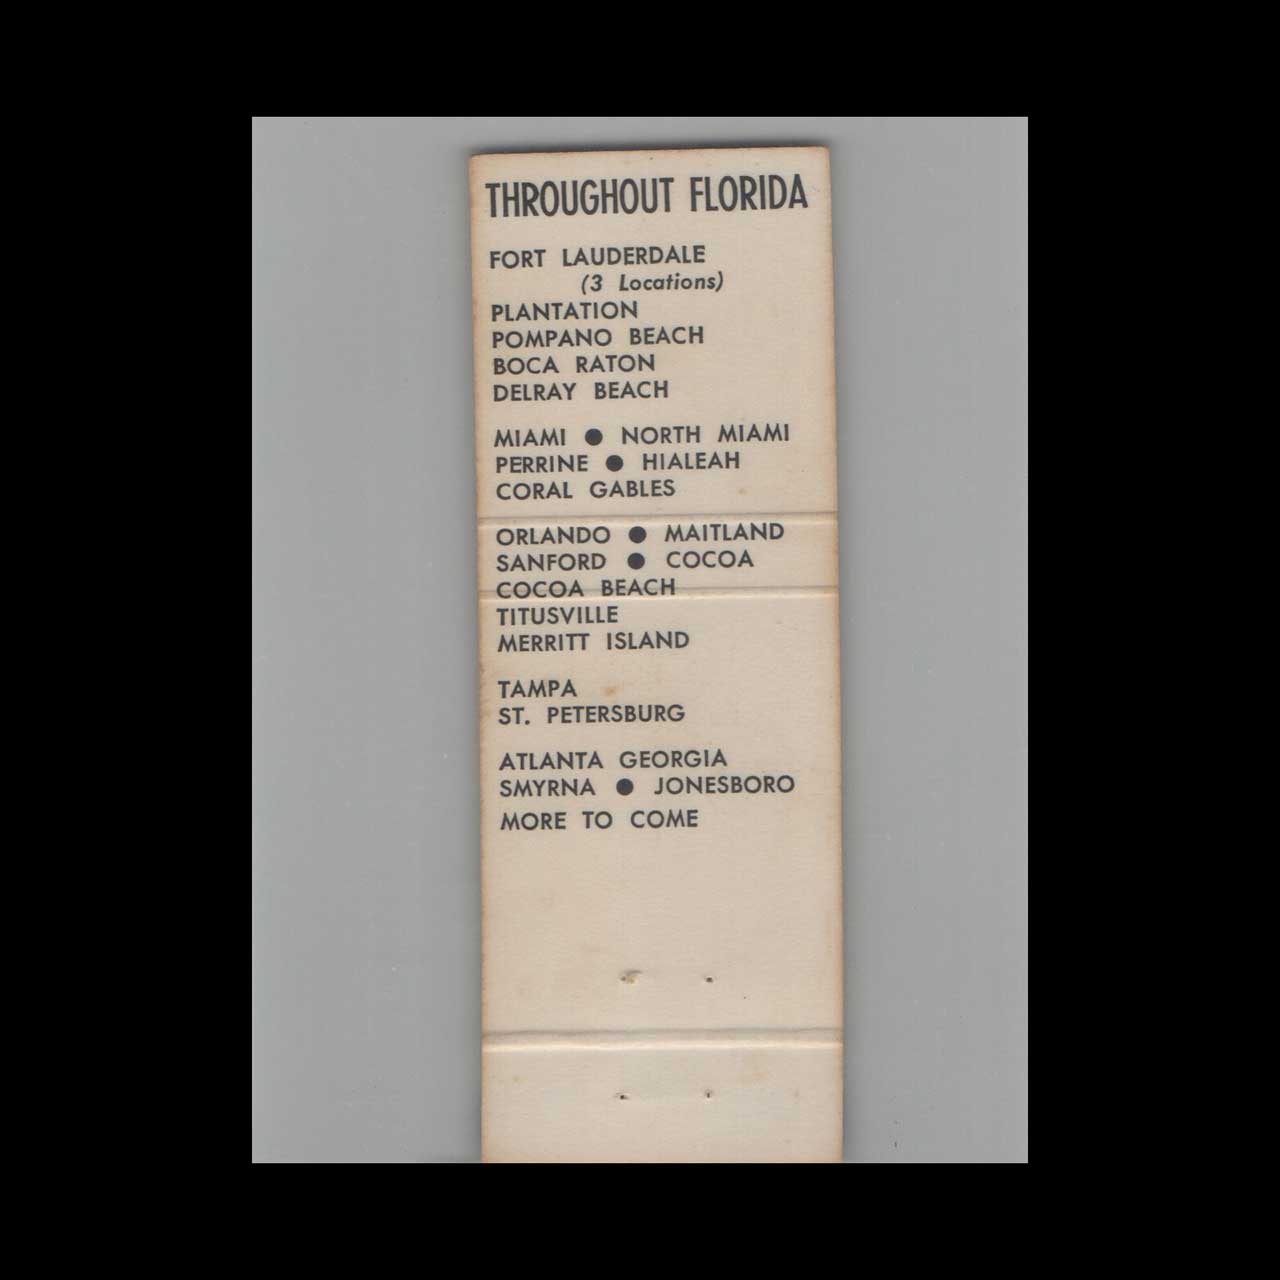 THROUGHOUT FLORIDA
FORT LAUDERDALE
(3 Locations)
PLANTATION
POMPANO BEACH
BOCA RATON
DELRAY BEACH
MIAMI ● NORTH MIAMI
PERRINE ● HIALEAH
CORAL GABLES
ORLANDO ● MAITLAND
SANFORD ● COCOA
COCOA BEACH
TITUSVILLE
MERRITT ISLAND
TAMPA
ST. PETERSBURG
ATLANTA GEORGIA
SMYRNA ● JONESBORO
MORE TO COME